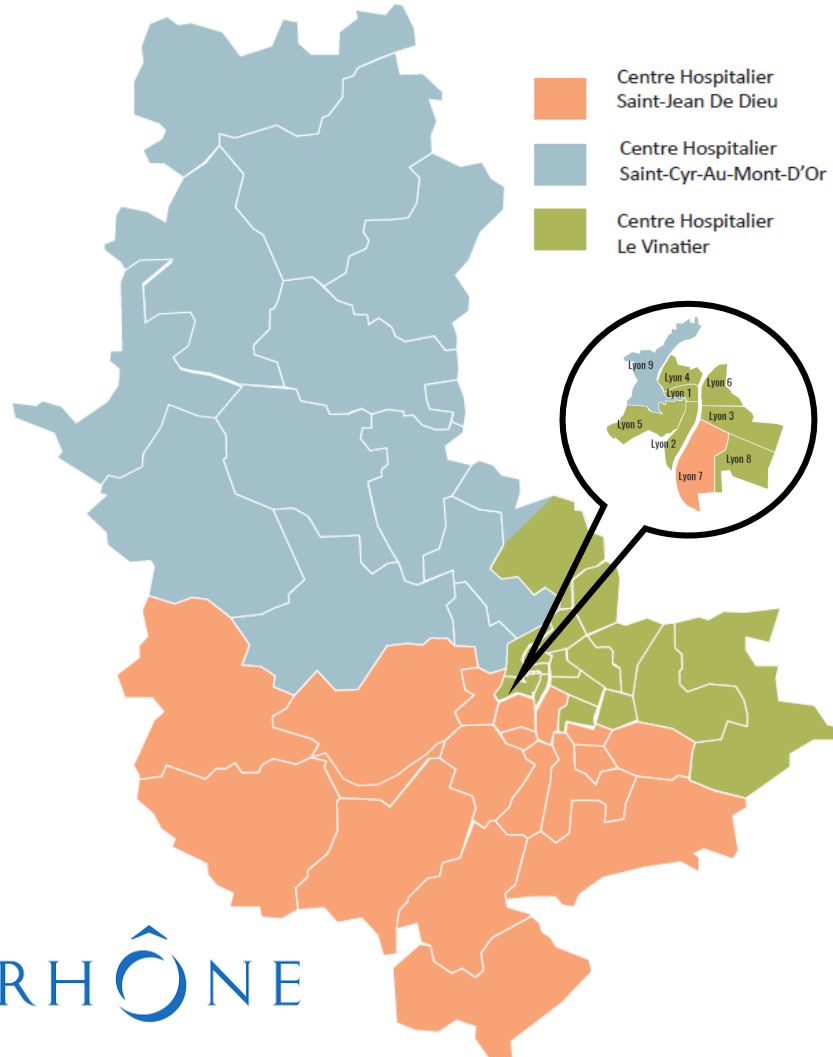 Centre Hospitalier
Saint-Jean De Dieu
Centre Hospitalier
Saint-Cyr-Au-Mont-D'Or
Centre Hospitalier
Le Vinatier
Lyon 9
Lyon 4
Lyon 6
Lyon 1
Lyon 3
Lyon 5
Lyon 2
Lyon 8
Lyon 7
RHÔNE